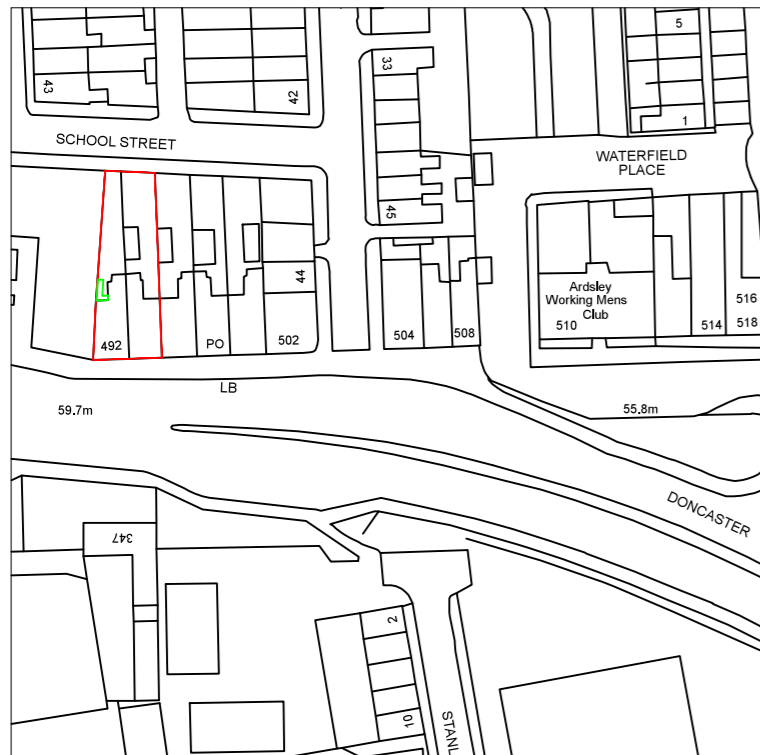 5
43
42
33
1
SCHOOL STREET
WATERFIELD
PLACE
45
44
Ardsley
Working Mens
Club
516
492
PO
502
504
508
510
514
518
LB
59.7m
55.8m
DONCASTER
347
2
10
STANL